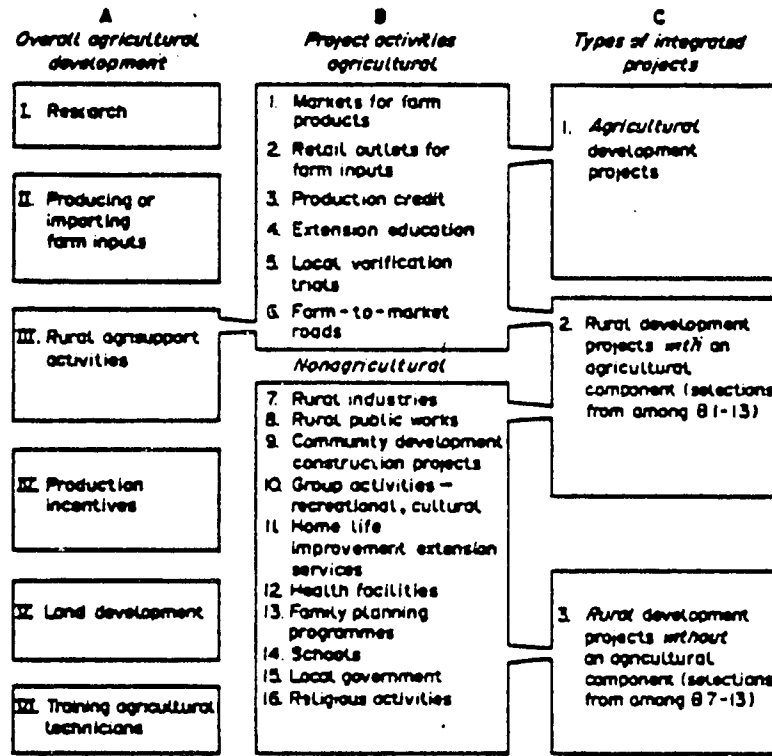 A
Overall agricultural
development
I. Research
II. Producing or
importing
farm inputs
III. Rural agrisupport
activities
IV. Production
incentives
V. Land development
VI. Training agricultural
technicians
B
Project activities
agricultural
1. Markets for farm
products
2. Retail outlets for
farm inputs
3. Production credit
4. Extension education
5. Local varification
trials
6. Farm-to-market
roads
Nonagricultural
7. Rural industries
8. Rural public works
9. Community development
construction projects
10. Group activities –
recreational, cultural
11. Home life
improvement extension
services
12. Health facilities
13. Family planning
programmes
14. Schools
15. Local government
16. Religious activities
C
Types of integrated
projects
1. Agricultural
development
projects
2. Rural development
projects with an
agricultural
component (selections
from among B1-13)
3. Rural development
projects without
an agricultural
component (selections
from among B7-13)